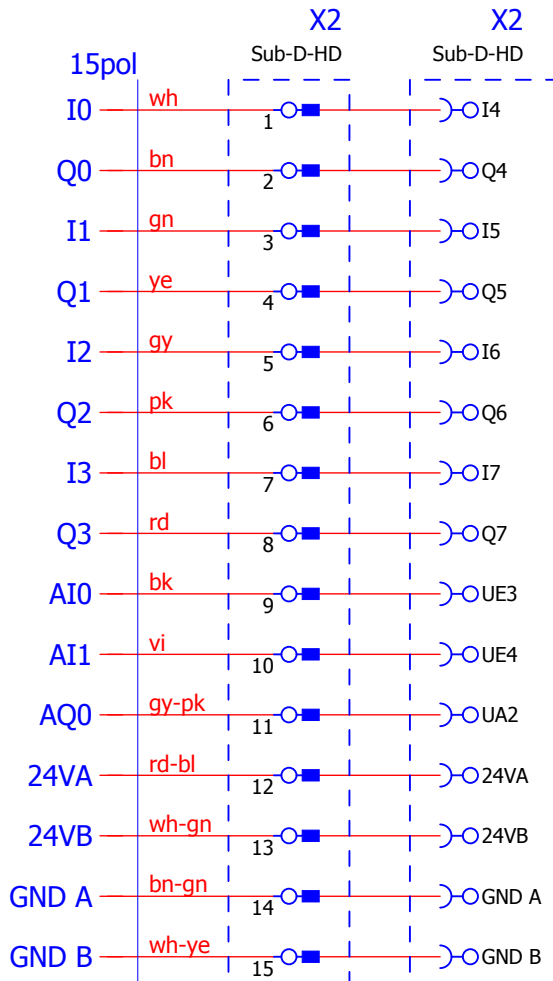 X2 X2
Sub-D-HD Sub-D-HD
15pol
I0 wh 1 I4
Q0 bn 2 Q4
I1 gn 3 I5
Q1 ye 4 Q5
I2 gy 5 I6
Q2 pk 6 Q6
I3 bl 7 I7
Q3 rd 8 Q7
AI0 bk 9 UE3
AI1 vi 10 UE4
AQ0 gy-pk 11 UA2
24VA rd-bl 12 24VA
24VB wh-gn 13 24VB
GND A bn-gn 14 GND A
GND B wh-ye 15 GND B